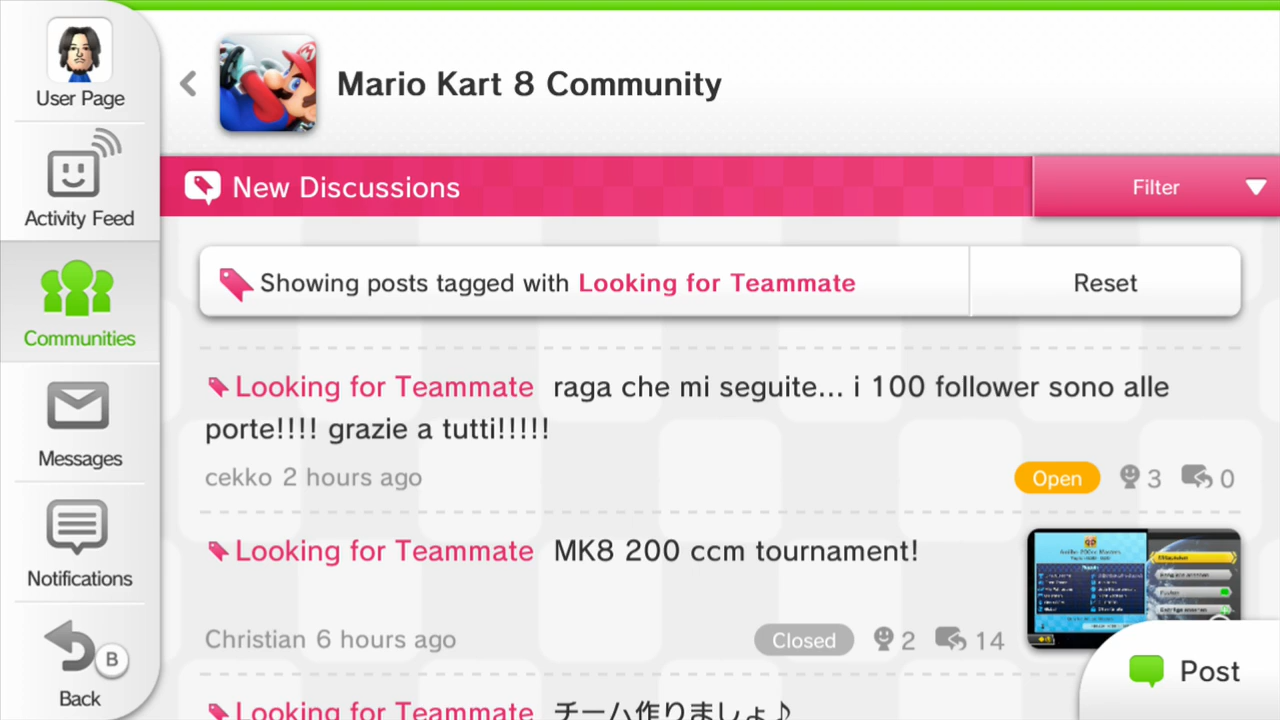 User Page
Activity Feed
Communities
Messages
Notifications
B
Back
Mario Kart 8 Community
New Discussions
Filter
Showing posts tagged with Looking for Teammate
Reset
Looking for Teammate raga che mi seguite... i 100 follower sono alle
porte!!!! grazie a tutti!!!!!
cekko 2 hours ago
Open 3 0
Looking for Teammate MK8 200 ccm tournament!
Christian 6 hours ago
Closed 2 14
Looking for Teammate チーム作りましょ♪
Post